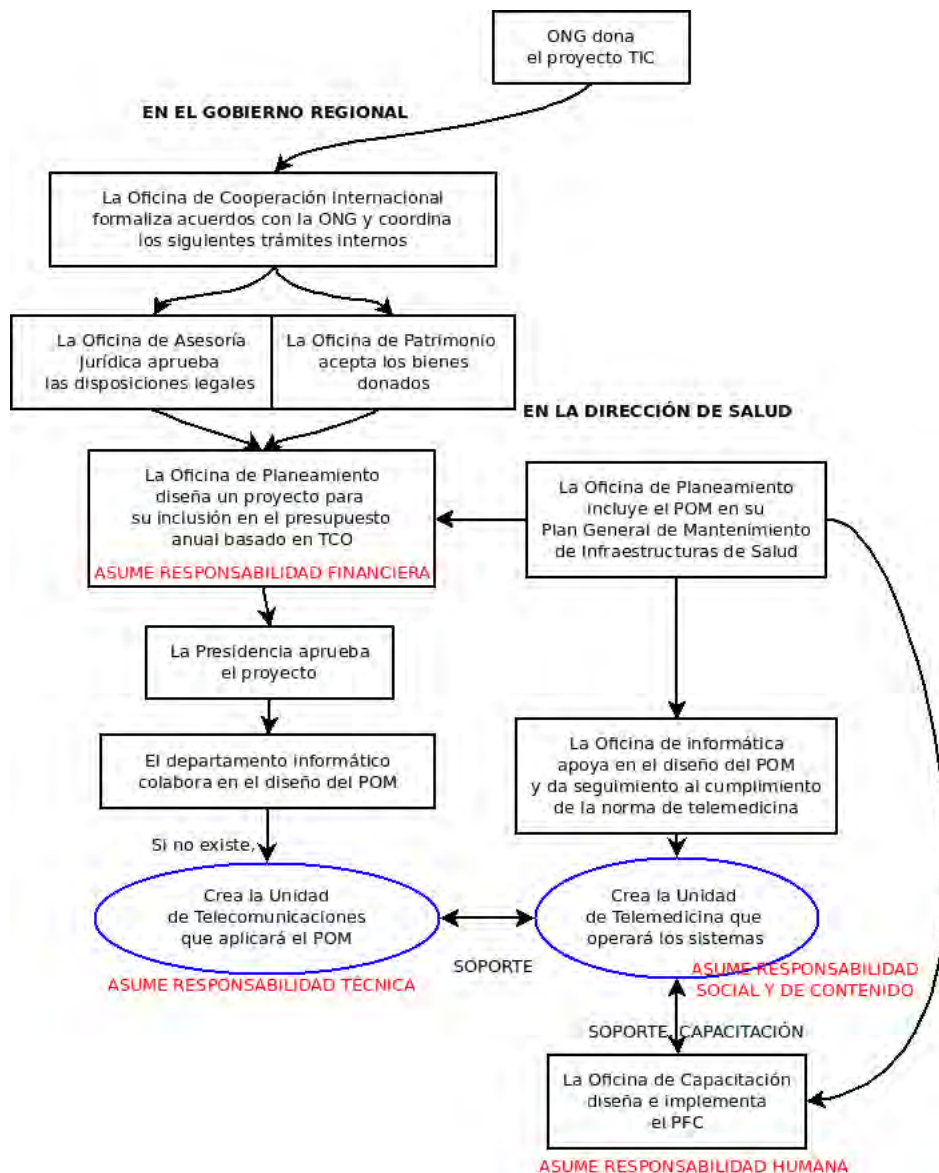 ONG dona
el proyecto TIC
EN EL GOBIERNO REGIONAL
La Oficina de Cooperación Internacional
formaliza acuerdos con la ONG y coordina
los siguientes trámites internos
La Oficina de Asesoría
Jurídica aprueba
las disposiciones legales
La Oficina de Patrimonio
acepta los bienes
donados
EN LA DIRECCIÓN DE SALUD
La Oficina de Planeamiento
diseña un proyecto para
su inclusión en el presupuesto
anual basado en TCO
ASUME RESPONSABILIDAD FINANCIERA
La Oficina de Planeamiento
incluye el POM en su
Plan General de Mantenimiento
de Infraestructuras de Salud
La Presidencia aprueba
el proyecto
El departamento informático
colabora en el diseño del POM
La Oficina de informática
apoya en el diseño del POM
y da seguimiento al cumplimiento
de la norma de telemedicina
Si no existe,
Crea la Unidad
de Telecomunicaciones
que aplicará el POM
ASUME RESPONSABILIDAD TÉCNICA
SOPORTE
Crea la Unidad
de Telemedicina que
operará los sistemas
ASUME RESPONSABILIDAD
SOCIAL Y DE CONTENIDO
SOPORTE, CAPACITACIÓN
La Oficina de Capacitación
diseña e implementa
el PFC
ASUME RESPONSABILIDAD HUMANA